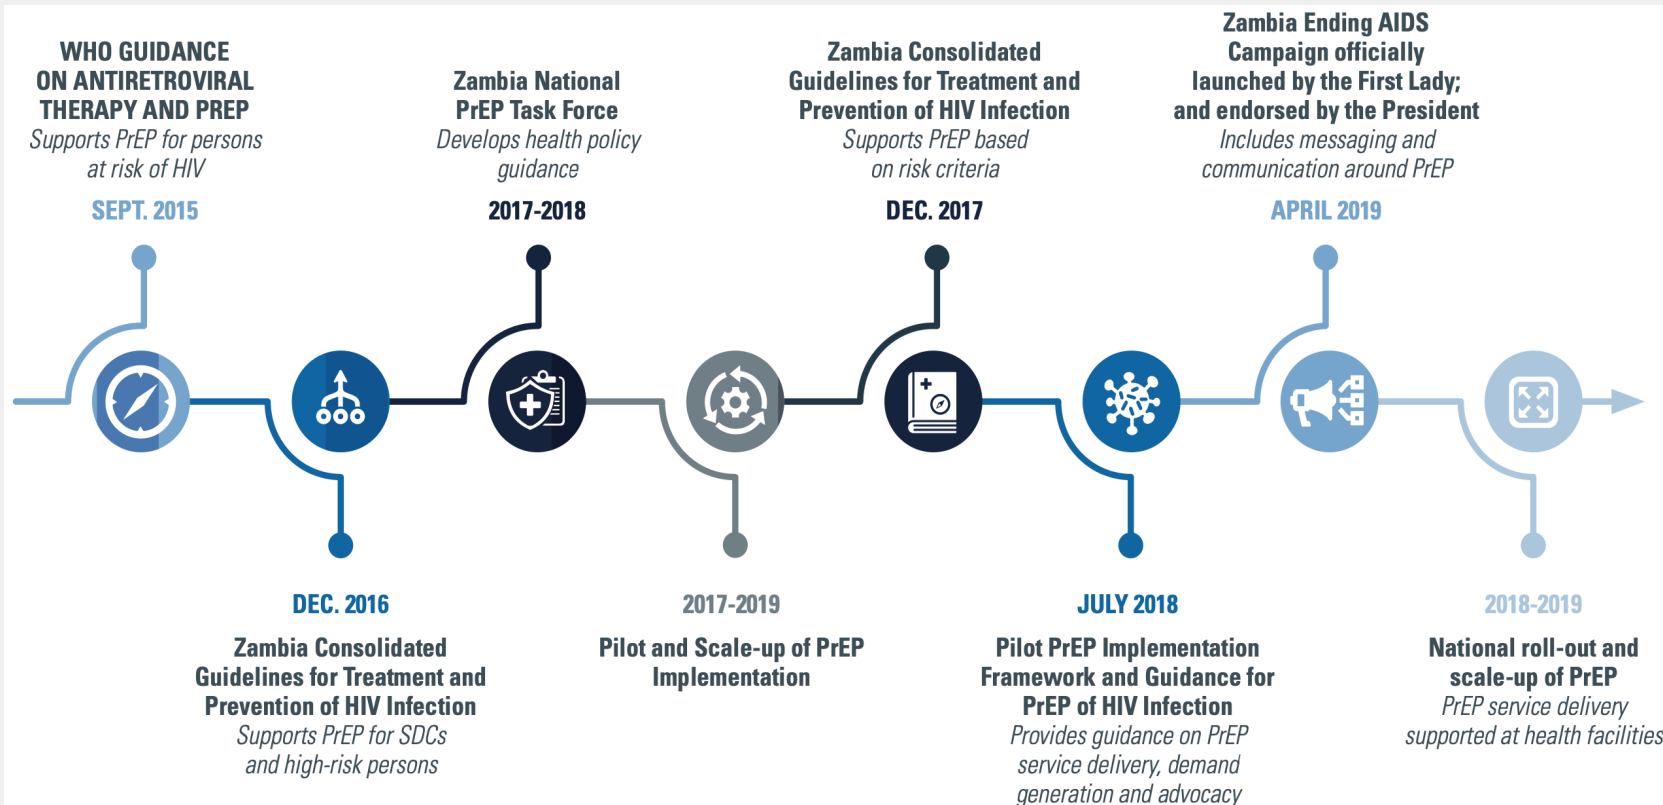 WHO GUIDANCE
ON ANTIRETROVIRAL
THERAPY AND PREP
Supports PrEP for persons
at risk of HIV
SEPT. 2015
DEC. 2016
Zambia Consolidated
Guidelines for Treatment and
Prevention of HIV Infection
Supports PrEP for SDCs
and high-risk persons
Zambia National
PrEP Task Force
Develops health policy
guidance
2017-2018
2017-2019
Pilot and Scale-up of PrEP
Implementation
Zambia Consolidated
Guidelines for Treatment and
Prevention of HIV Infection
Supports PrEP based
on risk criteria
DEC. 2017
JULY 2018
Pilot PrEP Implementation
Framework and Guidance for
PrEP of HIV Infection
Provides guidance on PrEP
service delivery, demand
generation and advocacy
Zambia Ending AIDS
Campaign officially
launched by the First Lady;
and endorsed by the President
Includes messaging and
communication around PrEP
APRIL 2019
2018-2019
National roll-out and
scale-up of PrEP
PrEP service delivery
supported at health facilities